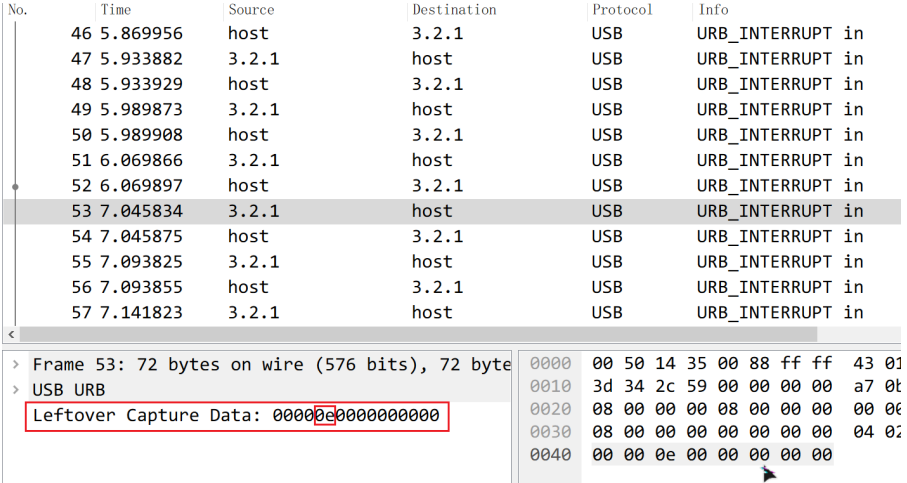 No. Time Source Destination Protocol Info
46 5.869956 host 3.2.1 USB URB_INTERRUPT in
47 5.933882 3.2.1 host USB URB_INTERRUPT in
48 5.933929 host 3.2.1 USB URB_INTERRUPT in
49 5.989873 3.2.1 host USB URB_INTERRUPT in
50 5.989908 host 3.2.1 USB URB_INTERRUPT in
51 6.069866 3.2.1 host USB URB_INTERRUPT in
52 6.069897 host 3.2.1 USB URB_INTERRUPT in
53 7.045834 3.2.1 host USB URB_INTERRUPT in
54 7.045875 host 3.2.1 USB URB_INTERRUPT in
55 7.093825 3.2.1 host USB URB_INTERRUPT in
56 7.093855 host 3.2.1 USB URB_INTERRUPT in
57 7.141823 3.2.1 host USB URB_INTERRUPT in
Frame 53: 72 bytes on wire (576 bits), 72 byte
USB URB
Leftover Capture Data: 00000e0000000000
0000 00 50 14 35 00 88 ff ff 43 01
0010 3d 34 2c 59 00 00 00 00 a7 0b
0020 08 00 00 00 08 00 00 00 00 00
0030 08 00 00 00 00 00 00 00 04 02
0040 00 00 0e 00 00 00 00 00